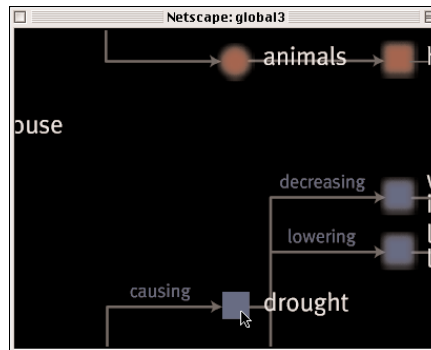 Netscape: global3
animals
ouse
decreasing
lowering
causing
drought